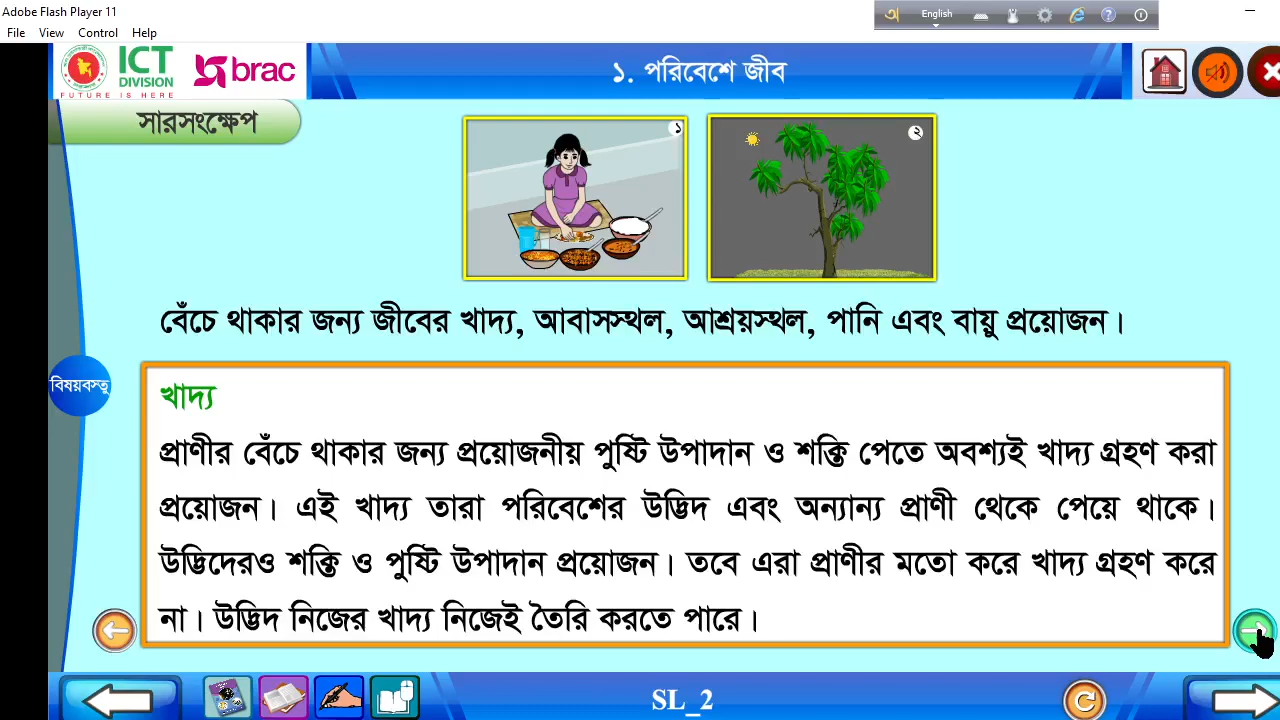 Adobe Flash Player 11
English
File View Control Help
ICT
DIVISION
FUTURE IS HERE
brac
১. পরিবেশে জীব
সারসংক্ষেপ
১
২
বেঁচে থাকার জন্য জীবের খাদ্য, আবাসস্থল, আশ্রয়স্থল, পানি এবং বায়ু প্রয়োজন।
বিষয়বস্তু
খাদ্য
প্রাণীর বেঁচে থাকার জন্য প্রয়োজনীয় পুষ্টি উপাদান ও শক্তি পেতে অবশ্যই খাদ্য গ্রহণ করা
প্রয়োজন। এই খাদ্য তারা পরিবেশের উদ্ভিদ এবং অন্যান্য প্রাণী থেকে পেয়ে থাকে।
উদ্ভিদেরও শক্তি ও পুষ্টি উপাদান প্রয়োজন। তবে এরা প্রাণীর মতো করে খাদ্য গ্রহণ করে
না। উদ্ভিদ নিজের খাদ্য নিজেই তৈরি করতে পারে।
SL_2